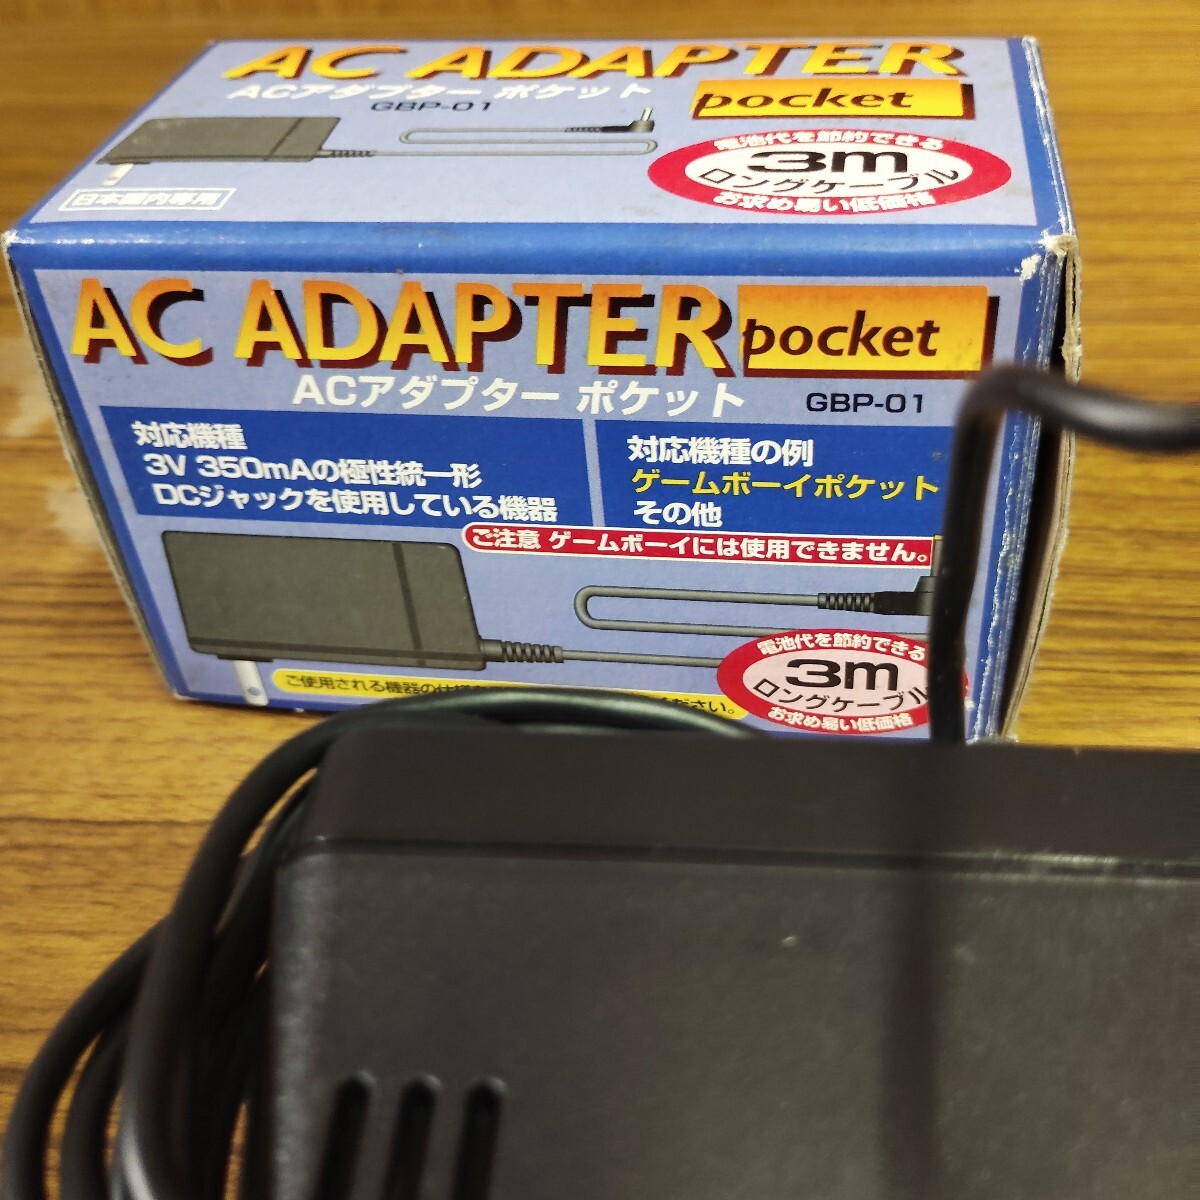 AC ADAPTER
pocket
ACアダプター ポケット
GBP-01
電池代を節約できる
3m
ロングケーブル
お求め易い低価格
日本国内専用
AC ADAPTER
pocket
ACアダプター ポケット
GBP-01
対応機種
3V 350mAの極性統一形
DCジャックを使用している機器
対応機種の例
ゲームボーイポケット
その他
ご注意 ゲームボーイには使用できません。
電池代を節約できる
3m
ロングケーブル
お求め易い低価格
ご使用される機器の仕様
ださい。